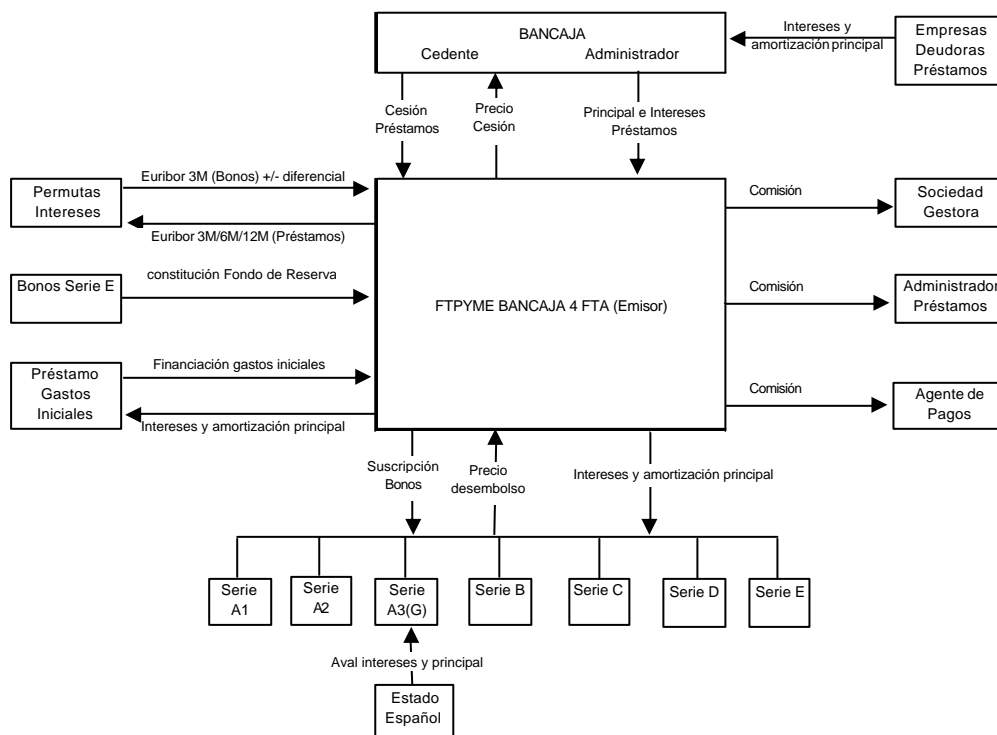 BANCAJA
Cedente
Administrador
Intereses y
amortización principal
Empresas
Deudoras
Préstamos
Cesión
Préstamos
Precio
Cesión
Principal e Intereses
Préstamos
Permutas
Intereses
Euribor 3M (Bonos) +/- diferencial
Euribor 3M/6M/12M (Préstamos)
Comisión
Sociedad
Gestora
Bonos Serie E
constitución Fondo de Reserva
FTPYME BANCAJA 4 FTA (Emisor)
Comisión
Administrador
Préstamos
Préstamo
Gastos
Iniciales
Financiación gastos iniciales
Intereses y amortización principal
Comisión
Agente de
Pagos
Suscripción
Bonos
Precio
desembolso
Intereses y amortización principal
Serie
A1
Serie
A2
Serie
A3(G)
Serie B
Serie C
Serie D
Serie E
Aval intereses y principal
Estado
Español